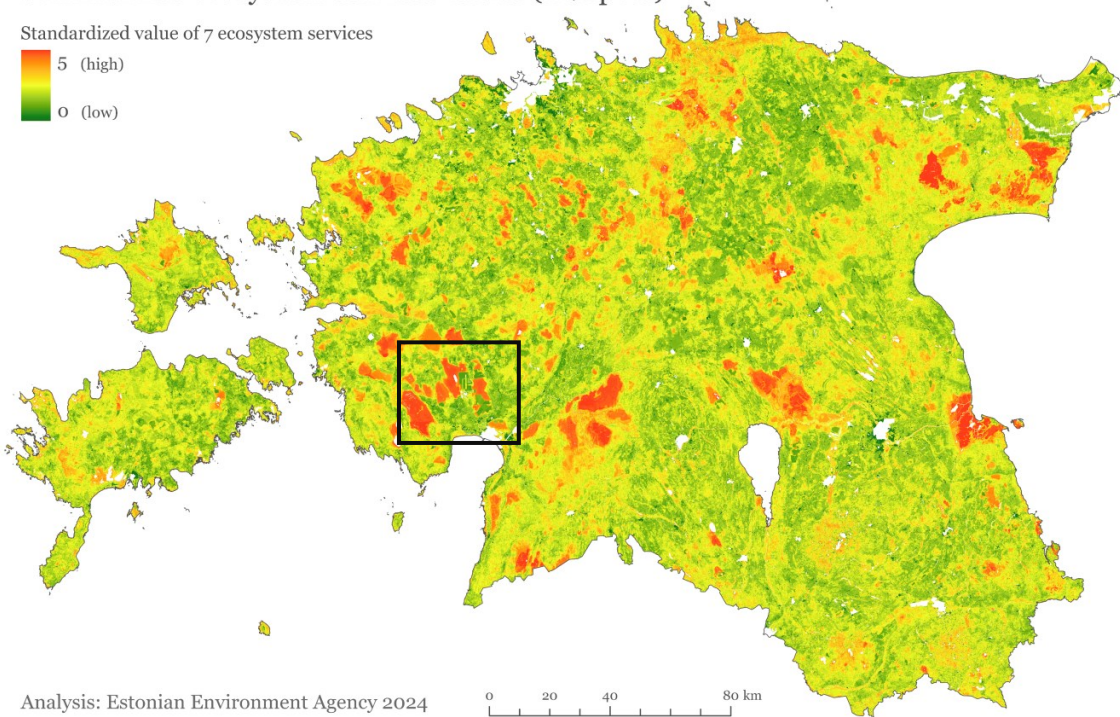 Standardized value of 7 ecosystem services
5 (high)
0 (low)
Analysis: Estonian Environment Agency 2024
0 20 40 80 km